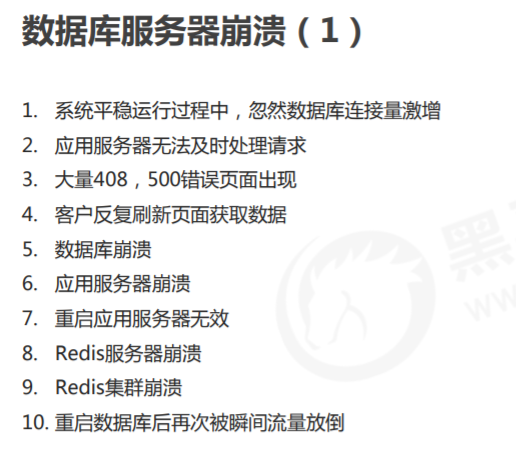 数据库服务器崩溃（1）
1. 系统平稳运行过程中，忽然数据库连接量激增
2. 应用服务器无法及时处理请求
3. 大量408，500错误页面出现
4. 客户反复刷新页面获取数据
5. 数据库崩溃
6. 应用服务器崩溃
7. 重启应用服务器无效
8. Redis服务器崩溃
9. Redis集群崩溃
10. 重启数据库后再次被瞬间流量放倒
黑
ww